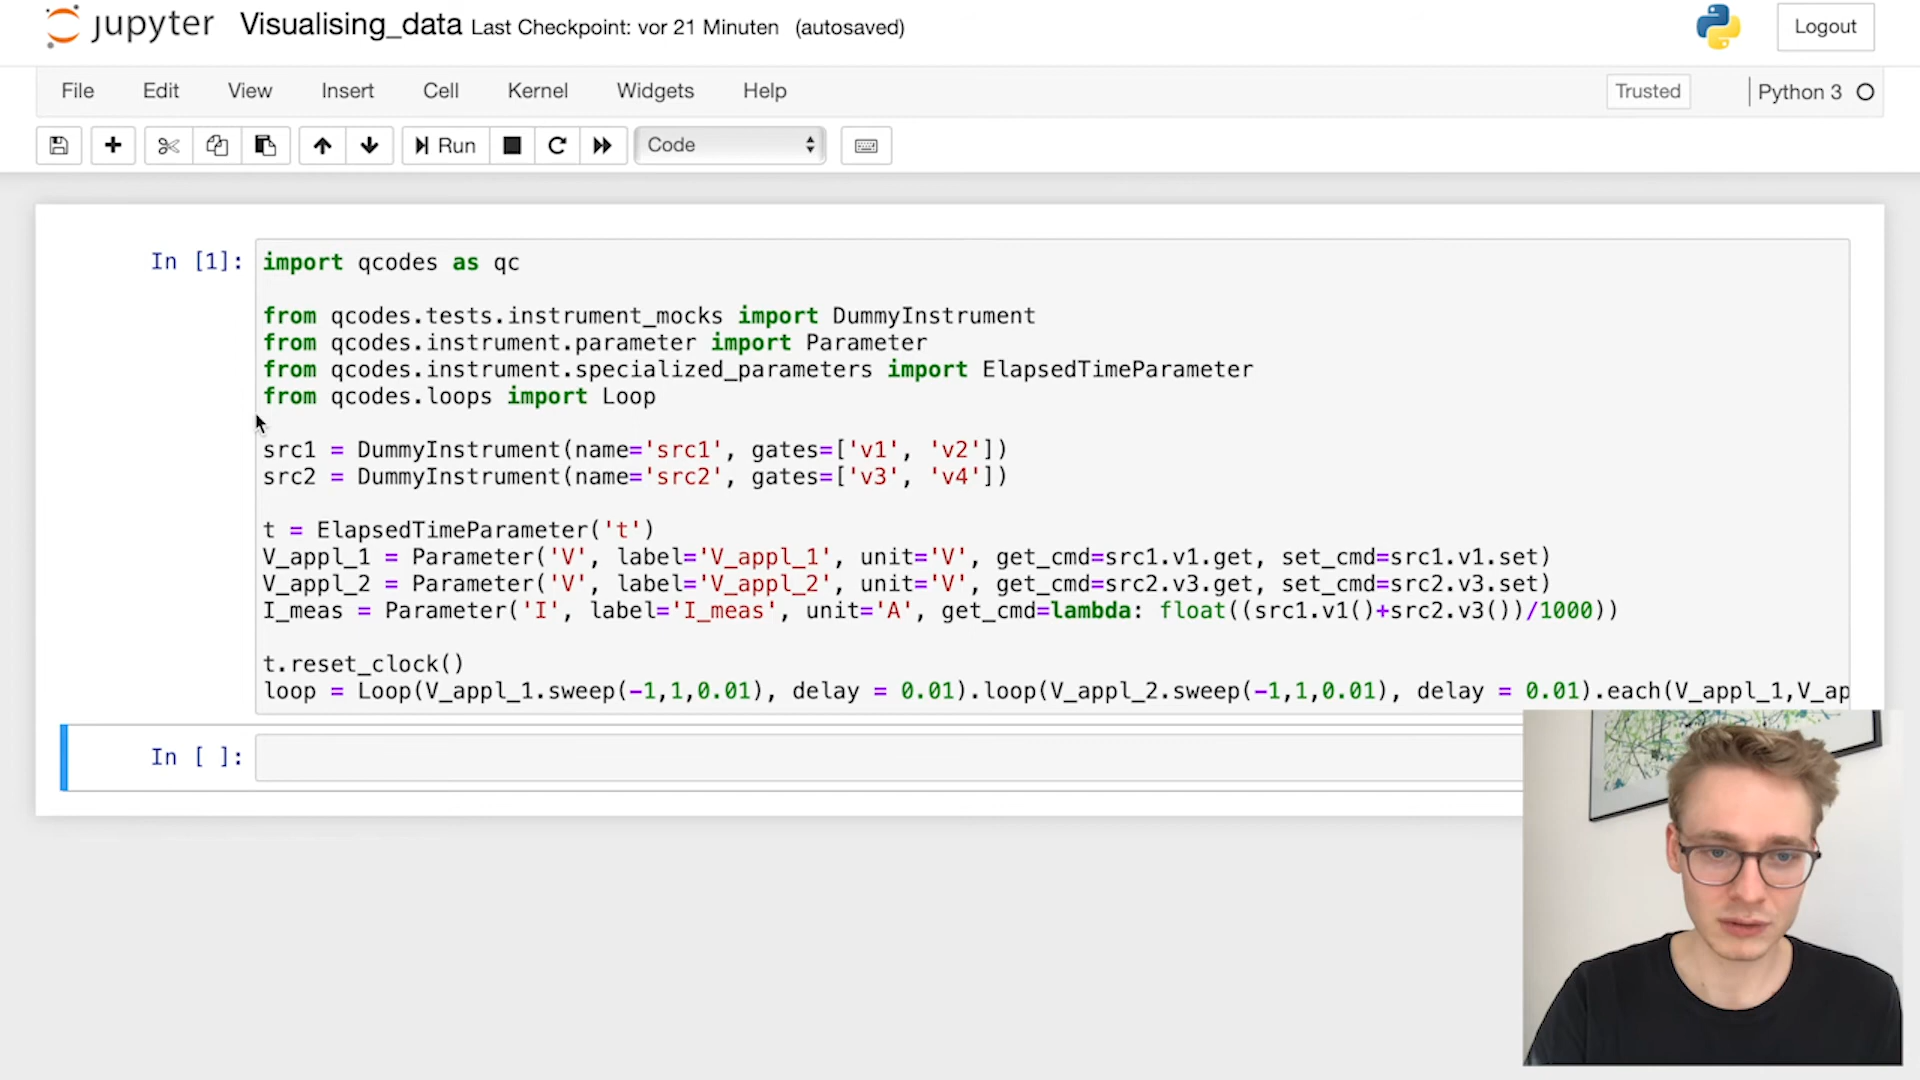 jupyter Visualising_data Last Checkpoint: vor 21 Minuten (autosaved) Logout
File Edit View Insert Cell Kernel Widgets Help Trusted Python 3
Run Code
In [1]: import qcodes as qc
from qcodes.tests.instrument_mocks import DummyInstrument
from qcodes.instrument.parameter import Parameter
from qcodes.instrument.specialized_parameters import ElapsedTimeParameter
from qcodes.loops import Loop
src1 = DummyInstrument(name='src1', gates=['v1', 'v2'])
src2 = DummyInstrument(name='src2', gates=['v3', 'v4'])
t = ElapsedTimeParameter('t')
V_appl_1 = Parameter('V', label='V_appl_1', unit='V', get_cmd=src1.v1.get, set_cmd=src1.v1.set)
V_appl_2 = Parameter('V', label='V_appl_2', unit='V', get_cmd=src2.v3.get, set_cmd=src2.v3.set)
I_meas = Parameter('I', label='I_meas', unit='A', get_cmd=lambda: float((src1.v1()+src2.v3())/1000))
t.reset_clock()
loop = Loop(V_appl_1.sweep(-1,1,0.01), delay = 0.01).loop(V_appl_2.sweep(-1,1,0.01), delay = 0.01).each(V_appl_1,V_ap
In [ ]: